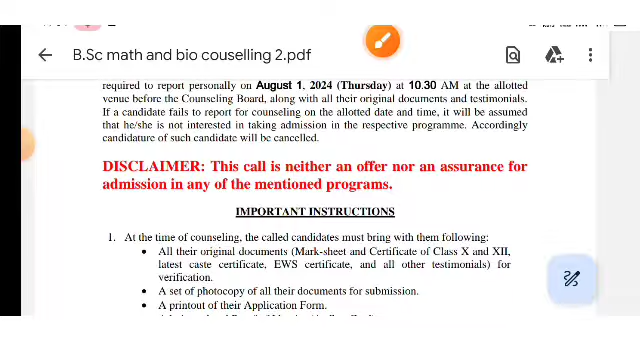 B.Sc math and bio couselling 2.pdf
required to report personally on August 1, 2024 (Thursday) at 10.30 AM at the allotted
venue before the Counseling Board, along with all their original documents and testimonials.
If a candidate fails to report for counseling on the allotted date and time, it will be assumed
that he/she is not interested in taking admission in the respective programme. Accordingly
candidature of such candidate will be cancelled.
DISCLAIMER: This call is neither an offer nor an assurance for
admission in any of the mentioned programs.
IMPORTANT INSTRUCTIONS
1. At the time of counseling, the called candidates must bring with them following:
• All their original documents (Mark-sheet and Certificate of Class X and XII,
latest caste certificate, EWS certificate, and all other testimonials) for
verification.
• A set of photocopy of all their documents for submission.
• A printout of their Application Form.